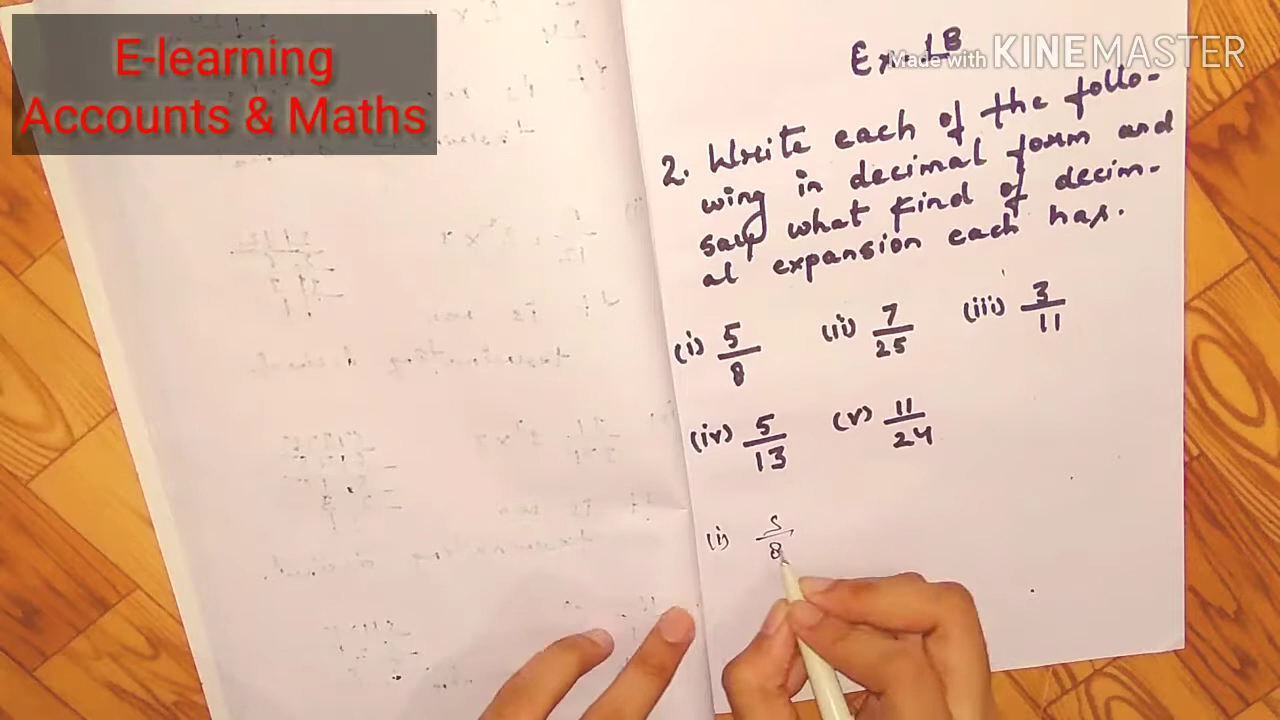 E-learning
Accounts & Maths
Made with KINEMASTER
Ex-1B
2. Write each of the follo-
wing in decimal form and
say what kind of decim-
al expansion each has.
(i) 5/8 (ii) 7/25 (iii) 3/11
(iv) 5/13 (v) 11/24
(i) 5/8